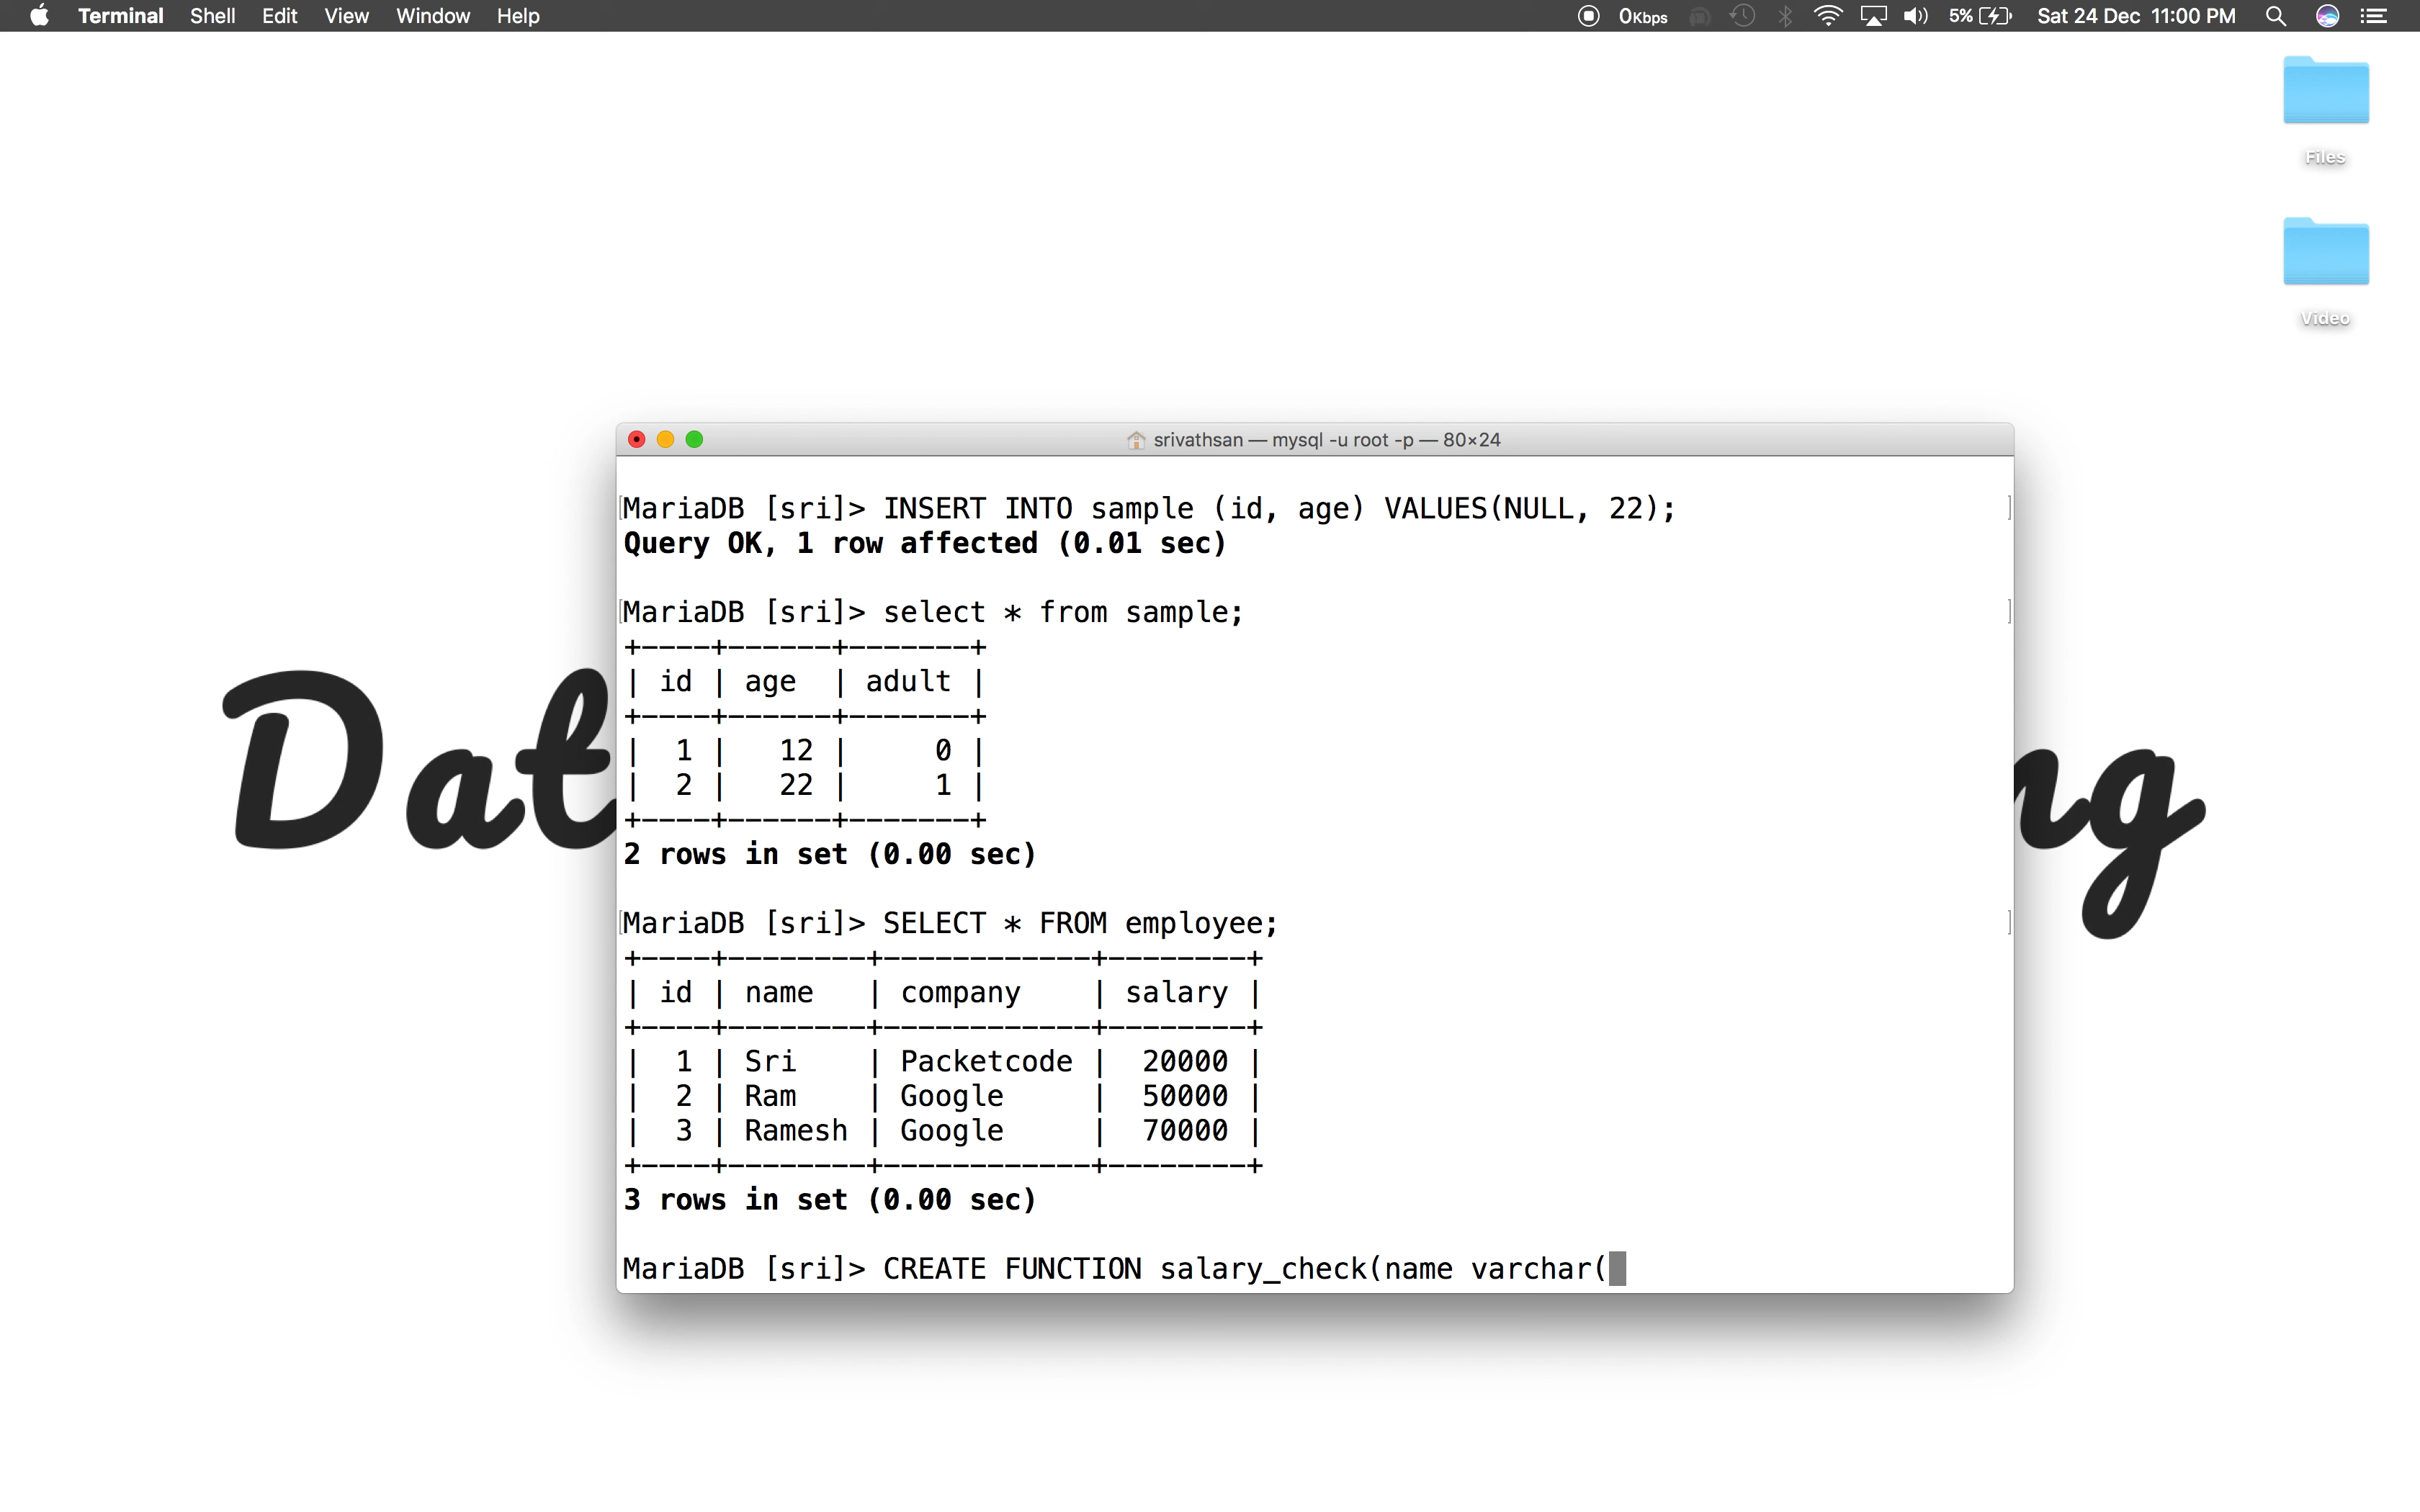 Terminal Shell Edit View Window Help 0Kbps 5% Sat 24 Dec 11:00 PM
Files
Video
srivathsan — mysql -u root -p — 80×24
MariaDB [sri]> INSERT INTO sample (id, age) VALUES(NULL, 22);
Query OK, 1 row affected (0.01 sec)
MariaDB [sri]> select * from sample;
+----+------+-------+
| id | age  | adult |
+----+------+-------+
|  1 |   12 |     0 |
|  2 |   22 |     1 |
+----+------+-------+
2 rows in set (0.00 sec)
MariaDB [sri]> SELECT * FROM employee;
+----+--------+------------+--------+
| id | name   | company    | salary |
+----+--------+------------+--------+
|  1 | Sri    | Packetcode |  20000 |
|  2 | Ram    | Google     |  50000 |
|  3 | Ramesh | Google     |  70000 |
+----+--------+------------+--------+
3 rows in set (0.00 sec)
MariaDB [sri]> CREATE FUNCTION salary_check(name varchar(